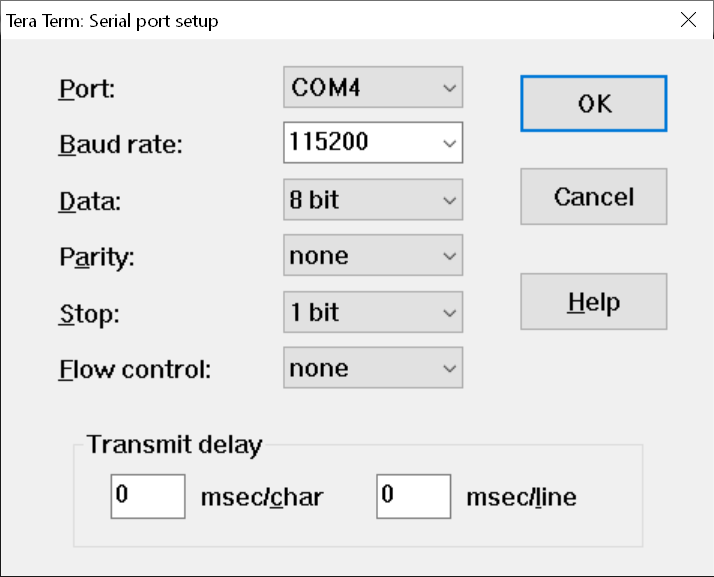 Tera Term: Serial port setup
Port: COM4 OK
Baud rate: 115200
Data: 8 bit Cancel
Parity: none
Stop: 1 bit Help
Flow control: none
Transmit delay
0 msec/char 0 msec/line